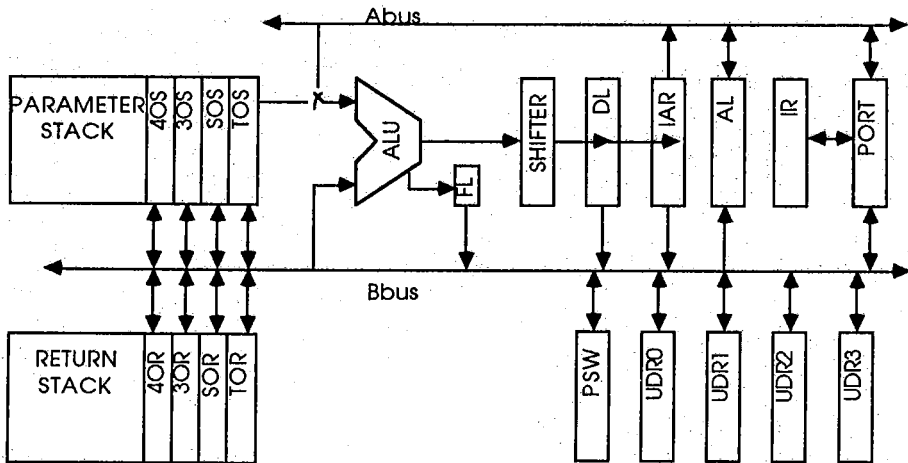 Abus
PARAMETER
STACK
4OS
3OS
SOS
TOS
ALU
FL
SHIFTER
DL
IAR
AL
IR
PORT
Bbus
RETURN
STACK
4OR
3OR
SOR
TOR
PSW
UDR0
UDR1
UDR2
UDR3